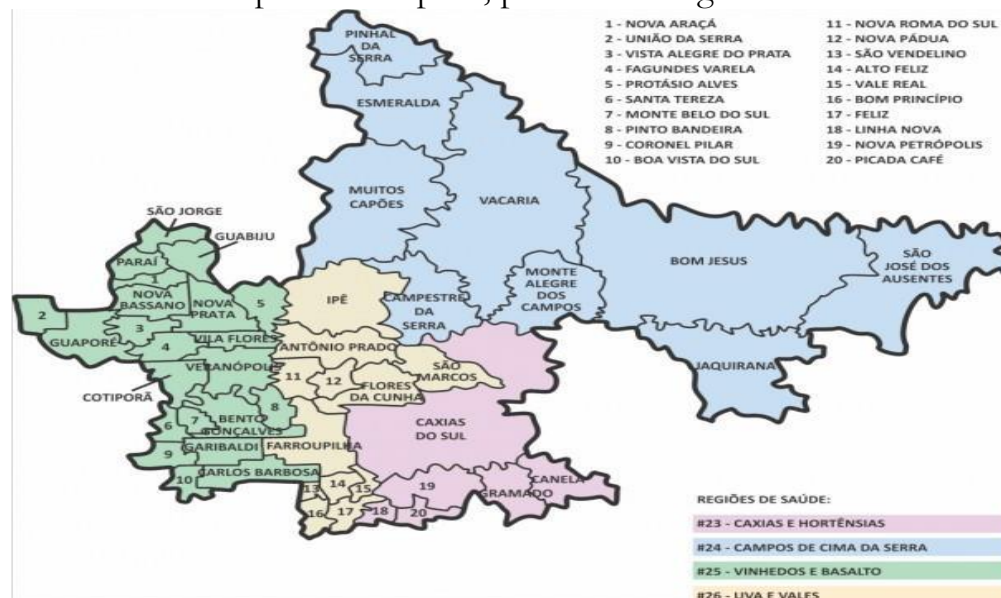 1 - NOVA ARAÇÁ
2 - UNIÃO DA SERRA
3 - VISTA ALEGRE DO PRATA
4 - FAGUNDES VARELA
5 - PROTÁSIO ALVES
6 - SANTA TEREZA
7 - MONTE BELO DO SUL
8 - PINTO BANDEIRA
9 - CORONEL PILAR
10 - BOA VISTA DO SUL
11 - NOVA ROMA DO SUL
12 - NOVA PÁDUA
13 - SÃO VENDELINO
14 - ALTO FELIZ
15 - VALE REAL
16 - BOM PRINCÍPIO
17 - FELIZ
18 - LINHA NOVA
19 - NOVA PETRÓPOLIS
20 - PICADA CAFÉ
PINHAL
DA
SERRA
ESMERALDA
MUITOS
CAPÕES
VACARIA
SÃO JORGE
GUABIJU
PARAÍ
1
BOM JESUS
SÃO
JOSÉ DOS
AUSENTES
MONTE
ALEGRE
DOS
CAMPOS
CAMPESTRE
DA
SERRA
IPÊ
NOVA
BASSANO
NOVA
PRATA
5
2
GUAPORÉ
3
4
VILA FLORES
ANTÔNIO PRADO
VERANÓPOLIS
COTIPORÃ
11
12
FLORES
DA CUNHA
SÃO
MARCOS
JAQUIRANA
6
7
BENTO
GONÇALVES
8
CAXIAS
DO SUL
9
GARIBALDI
FARROUPILHA
10
CARLOS BARBOSA
13
14
15
16
17
18
19
20
GRAMADO
CANELA
REGIÕES DE SAÚDE:
#23 - CAXIAS E HORTÊNSIAS
#24 - CAMPOS DE CIMA DA SERRA
#25 - VINHEDOS E BASALTO
#26 - UVA E VALES